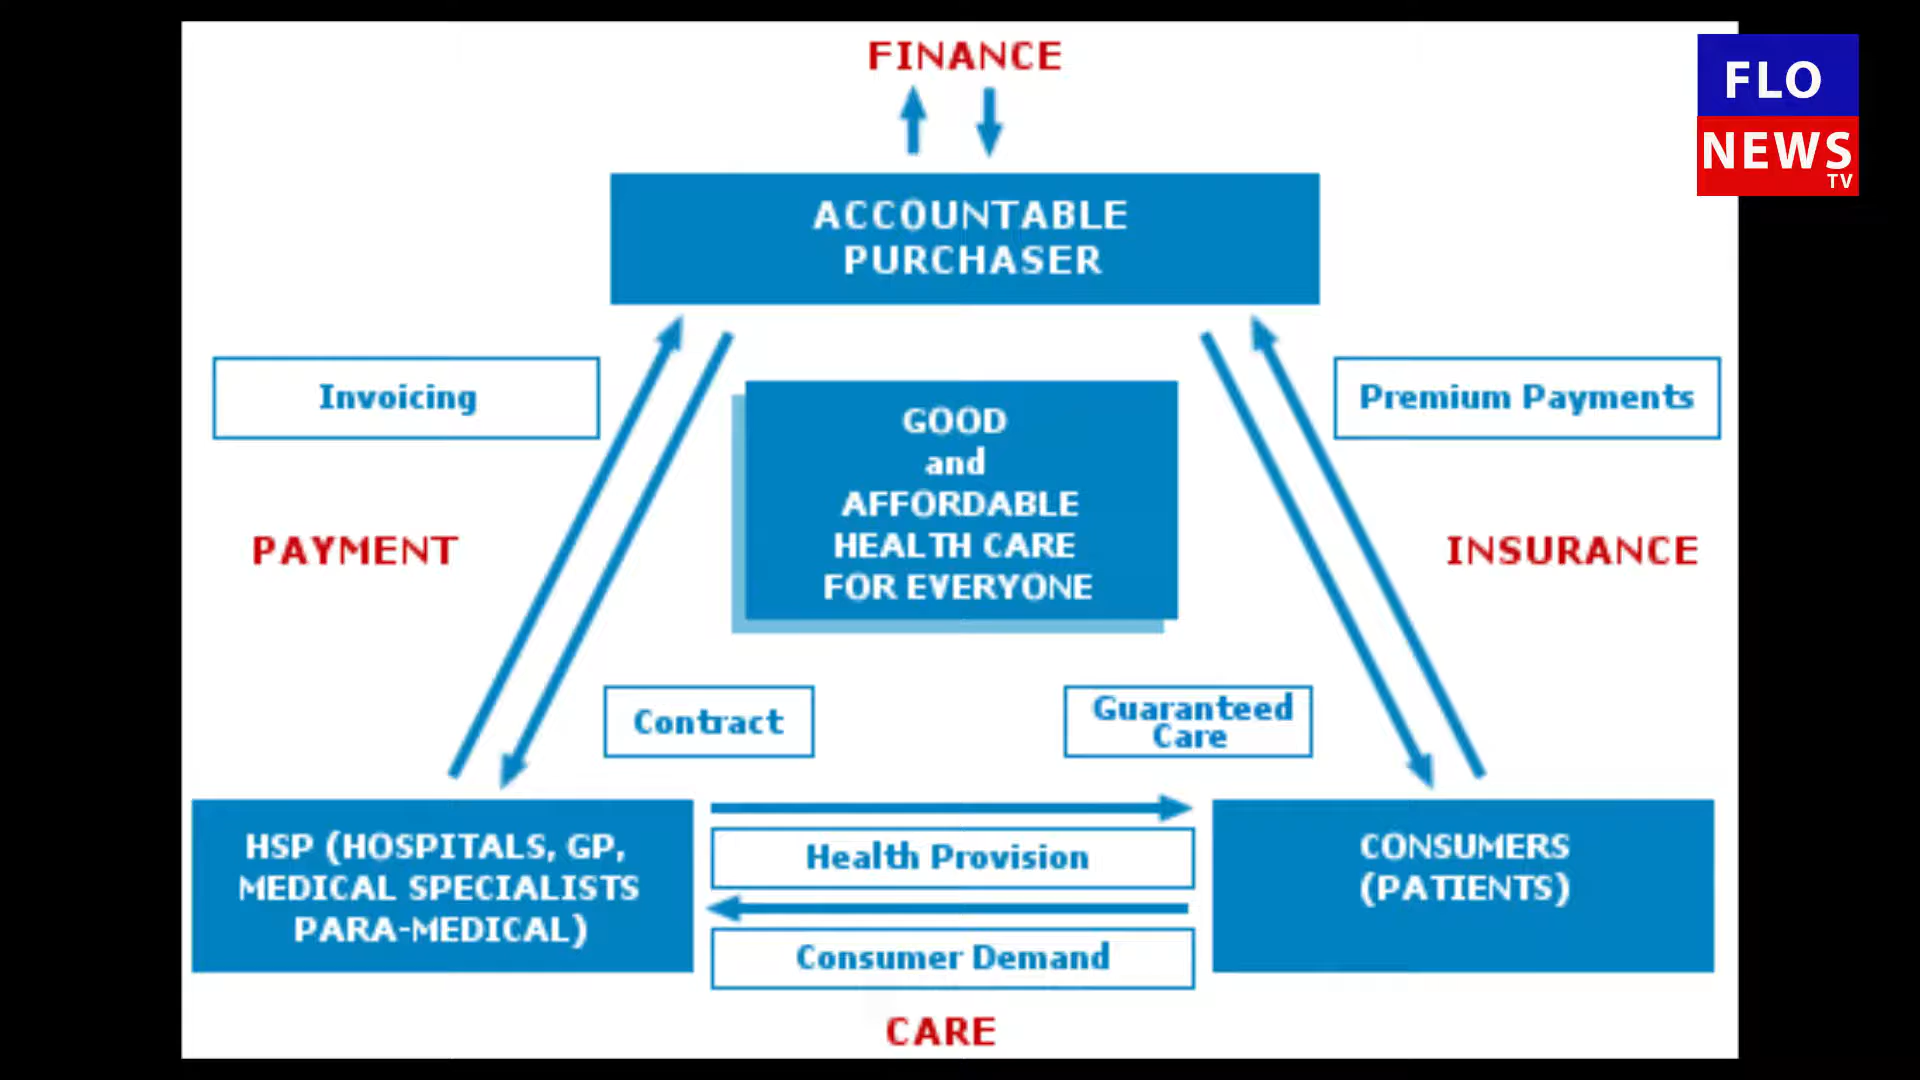 FINANCE
FLO
NEWS
TV
ACCOUNTABLE
PURCHASER
Invoicing
Premium Payments
GOOD
and
AFFORDABLE
HEALTH CARE
FOR EVERYONE
PAYMENT
INSURANCE
Contract
Guaranteed
Care
HSP (HOSPITALS, GP,
MEDICAL SPECIALISTS
PARA-MEDICAL)
Health Provision
Consumer Demand
CONSUMERS
(PATIENTS)
CARE